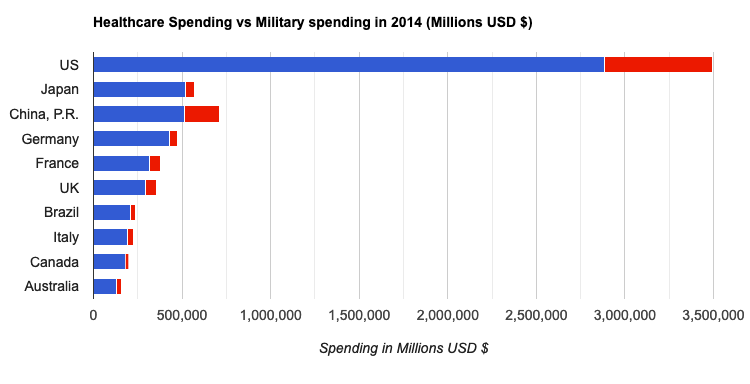 Healthcare Spending vs Military spending in 2014 (Millions USD $)
US
Japan
China, P.R.
Germany
France
UK
Brazil
Italy
Canada
Australia
0 500,000 1,000,000 1,500,000 2,000,000 2,500,000 3,000,000 3,500,000
Spending in Millions USD $